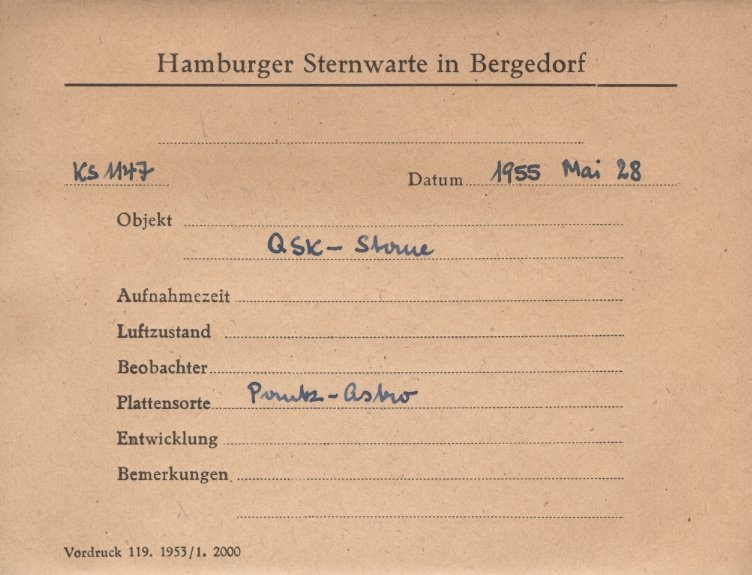 Hamburger Sternwarte in Bergedorf
KS 1147 Datum 1955 Mai 28
Objekt
QSK - Sterne
Aufnahmezeit
Luftzustand
Beobachter
Plattensorte Perutz - Astro
Entwicklung
Bemerkungen
Vordruck 119. 1953/1. 2000